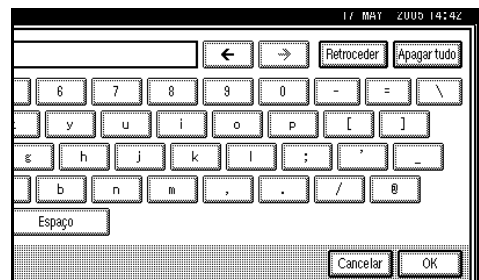 17 MAY 2005 14:42
← → Retroceder Apagar tudo
6 7 8 9 0 - = \
y u i o p [ ]
g h j k l ; ' _
b n m , . / @
Espaço
Cancelar OK